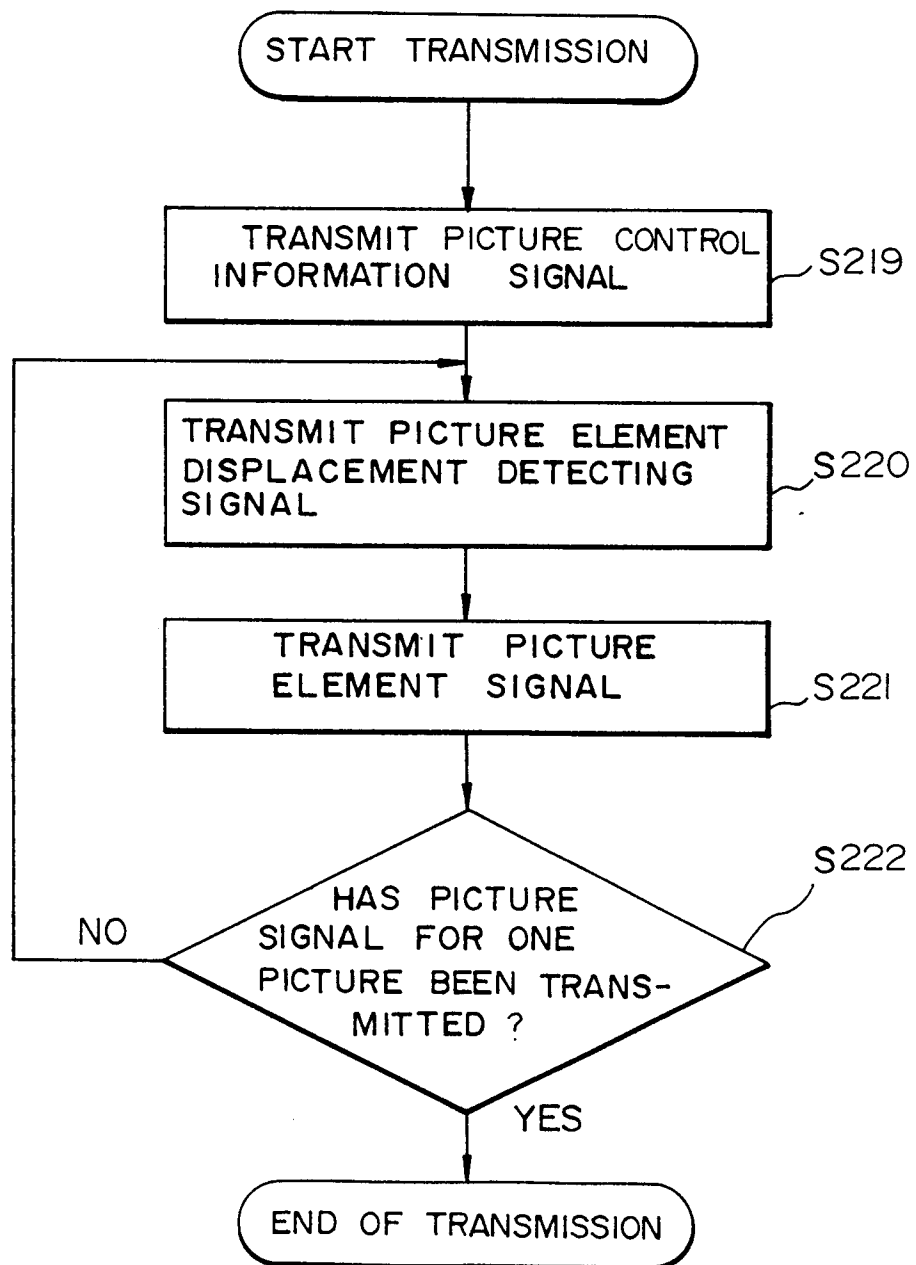 START TRANSMISSION
TRANSMIT PICTURE CONTROL
INFORMATION SIGNAL
S219
TRANSMIT PICTURE ELEMENT
DISPLACEMENT DETECTING
SIGNAL
S220
TRANSMIT PICTURE
ELEMENT SIGNAL
S221
HAS PICTURE
SIGNAL FOR ONE
PICTURE BEEN TRANS-
MITTED ?
S222
NO
YES
END OF TRANSMISSION